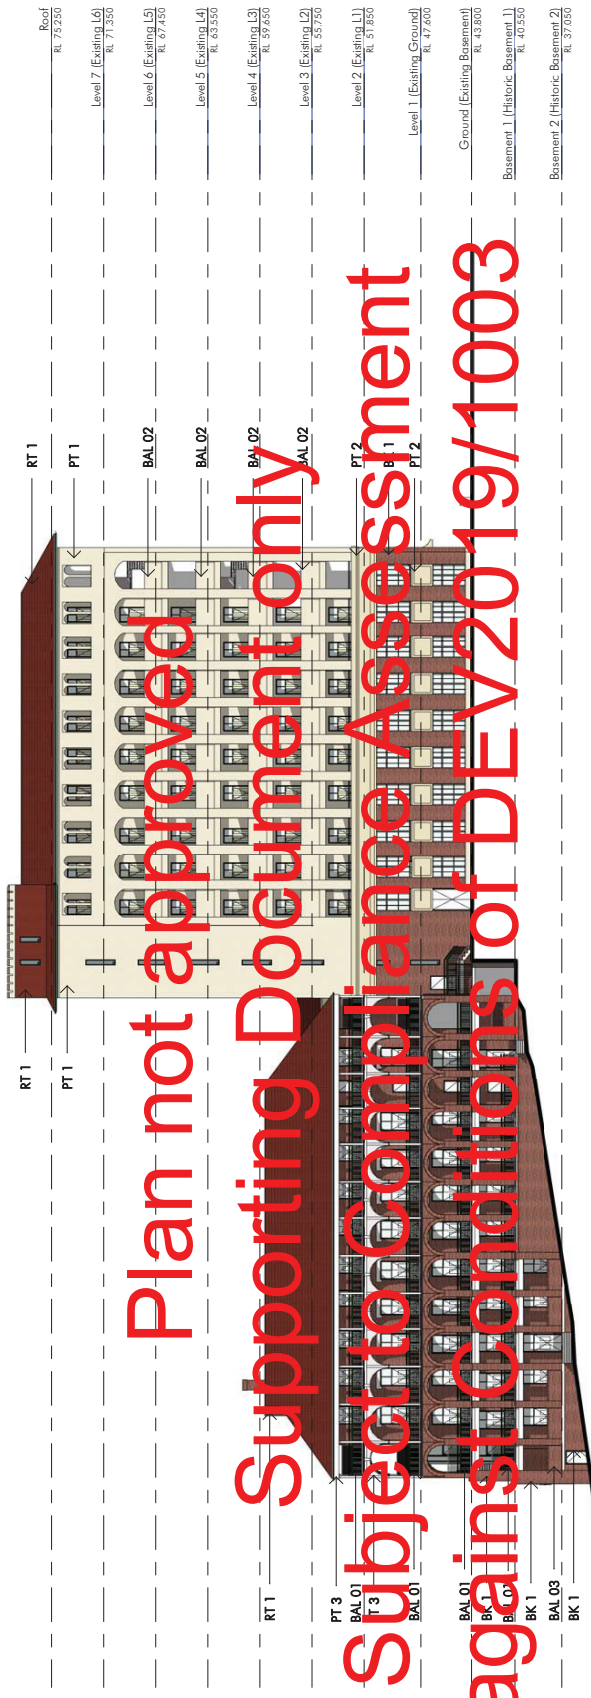 Roof
RL 75.250
Level 7 (Existing L6)
RL 71.350
Level 6 (Existing L5)
RL 67.450
Level 5 (Existing L4)
RL 63.550
Level 4 (Existing L3)
RL 59.650
Level 3 (Existing L2)
RL 55.750
Level 2 (Existing L1)
RL 51.850
Level 1 (Existing Ground)
RL 47.600
Ground (Existing Basement)
RL 43.800
Basement 1 (Historic Basement 1)
RL 40.550
Basement 2 (Historic Basement 2)
RL 37.050
RT 1
PT 1
BAL 02
BAL 02
BAL 02
BAL 02
PT 2
BK 1
PT 2
RT 1
PT 1
RT 1
PT 3
BAL 01
BAL 01
BAL 01
BK 1
BAL 01
BK 1
BAL 03
BK 1
Plan not approved
Supporting Document only
Subject to Compliance Assessment
against Conditions of DEV2019/1003